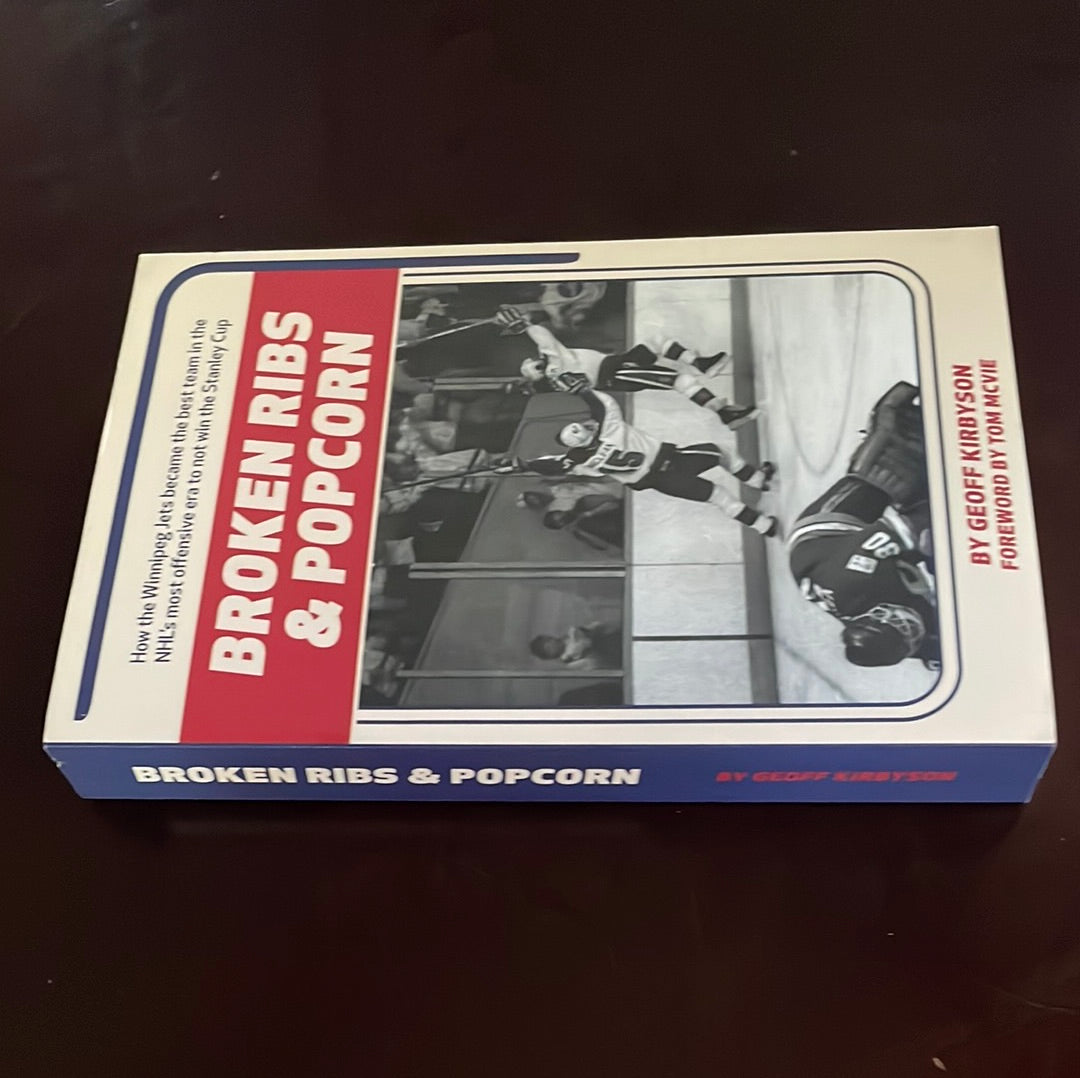 How the Winnipeg Jets became the best team in the
NHL's most offensive era to not win the Stanley Cup
BROKEN RIBS
& POPCORN
30
BY GEOFF KIRBYSON
FOREWORD BY TOM MCVIE
BROKEN RIBS & POPCORN
BY GEOFF KIRBYSON